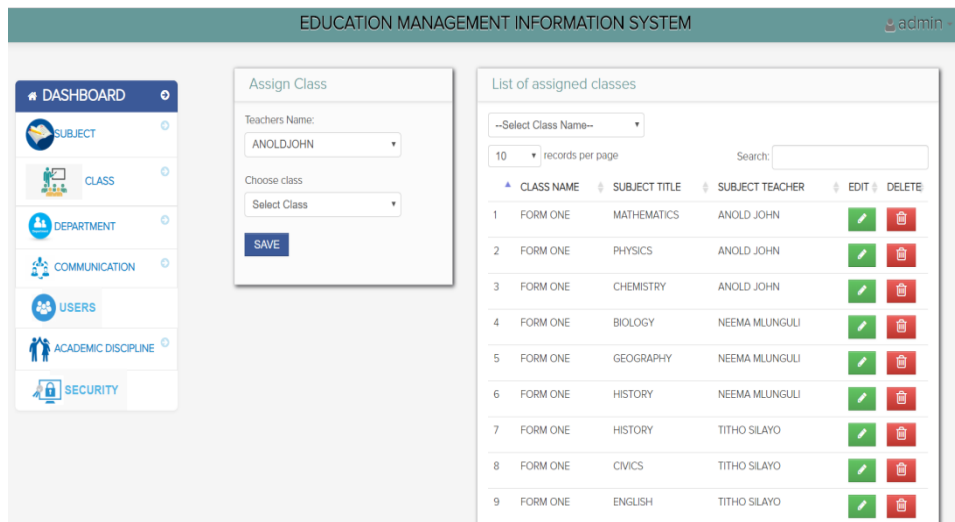 EDUCATION MANAGEMENT INFORMATION SYSTEM
admin
DASHBOARD
SUBJECT
CLASS
DEPARTMENT
COMMUNICATION
USERS
ACADEMIC DISCIPLINE
SECURITY
Assign Class
Teachers Name:
ANOLDJOHN
Choose class
Select Class
SAVE
List of assigned classes
--Select Class Name--
10 records per page Search:
CLASS NAME SUBJECT TITLE SUBJECT TEACHER EDIT DELETE
1 FORM ONE MATHEMATICS ANOLD JOHN
2 FORM ONE PHYSICS ANOLD JOHN
3 FORM ONE CHEMISTRY ANOLD JOHN
4 FORM ONE BIOLOGY NEEMA MLUNGULI
5 FORM ONE GEOGRAPHY NEEMA MLUNGULI
6 FORM ONE HISTORY NEEMA MLUNGULI
7 FORM ONE HISTORY TITHO SILAYO
8 FORM ONE CIVICS TITHO SILAYO
9 FORM ONE ENGLISH TITHO SILAYO